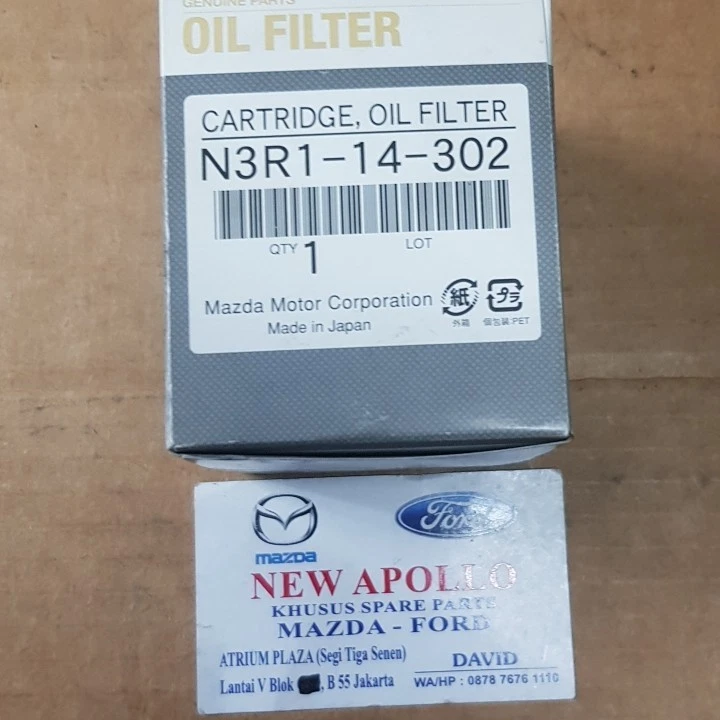 GENUINE PARTS
OIL FILTER
CARTRIDGE, OIL FILTER
N3R1-14-302
QTY 1 LOT
Mazda Motor Corporation
Made in Japan
紙
外箱
プラ
個包装:PET
mazda
Ford
NEW APOLLO
KHUSUS SPARE PARTS
MAZDA - FORD
ATRIUM PLAZA (Segi Tiga Senen)
Lantai V Blok , B 55 Jakarta
DAVID
WA/HP : 0878 7676 1110